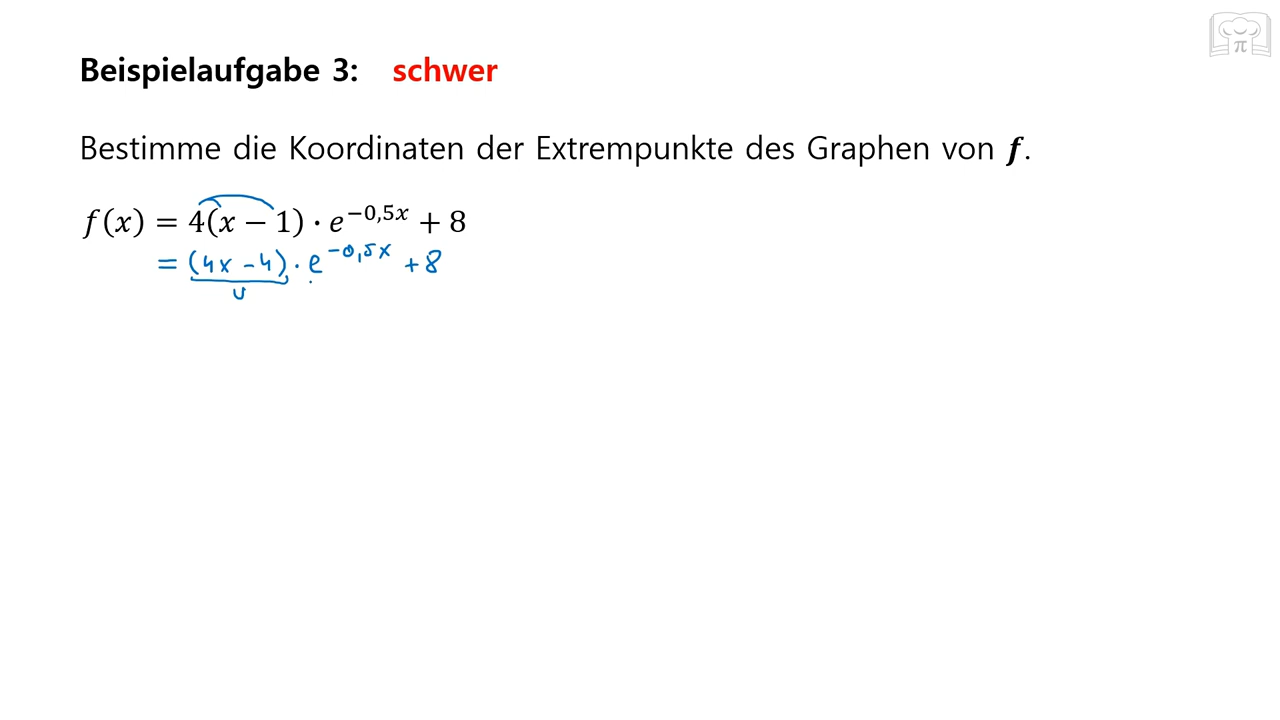 Beispielaufgabe 3: schwer
Bestimme die Koordinaten der Extrempunkte des Graphen von f.
f(x) = 4(x − 1) · e^{−0,5x} + 8
= (4x − 4) · e^{−0,5x} + 8
u
π